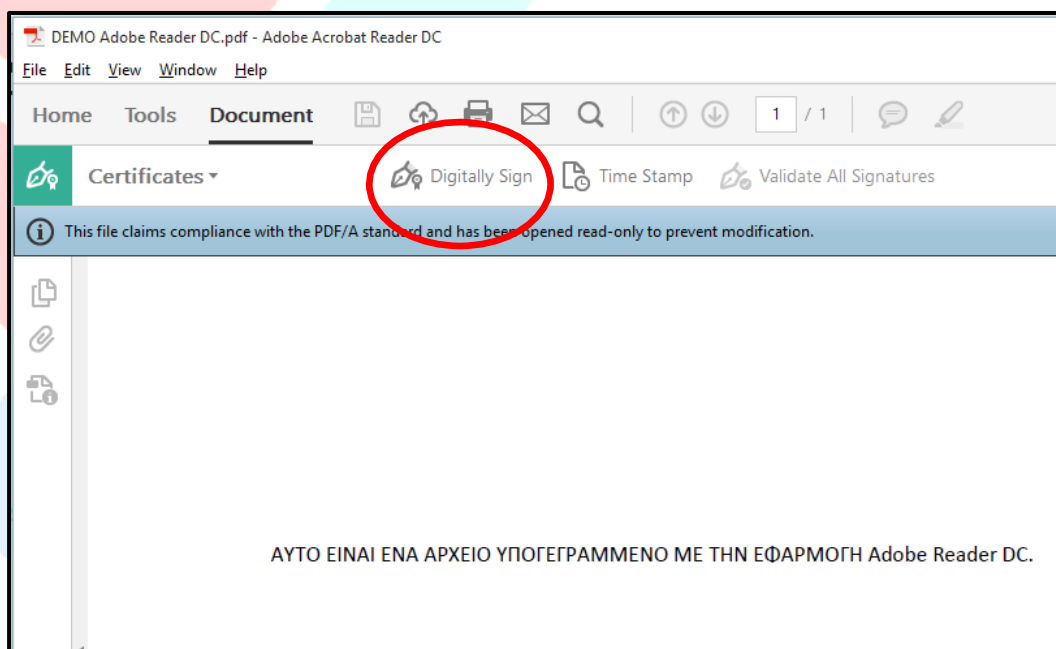 DEMO Adobe Reader DC.pdf - Adobe Acrobat Reader DC
File Edit View Window Help
Home Tools Document 1 / 1
Certificates Digitally Sign Time Stamp Validate All Signatures
This file claims compliance with the PDF/A standard and has been opened read-only to prevent modification.
ΑΥΤΟ ΕΙΝΑΙ ΕΝΑ ΑΡΧΕΙΟ ΥΠΟΓΕΓΡΑΜΜΕΝΟ ΜΕ ΤΗΝ ΕΦΑΡΜΟΓΗ Adobe Reader DC.